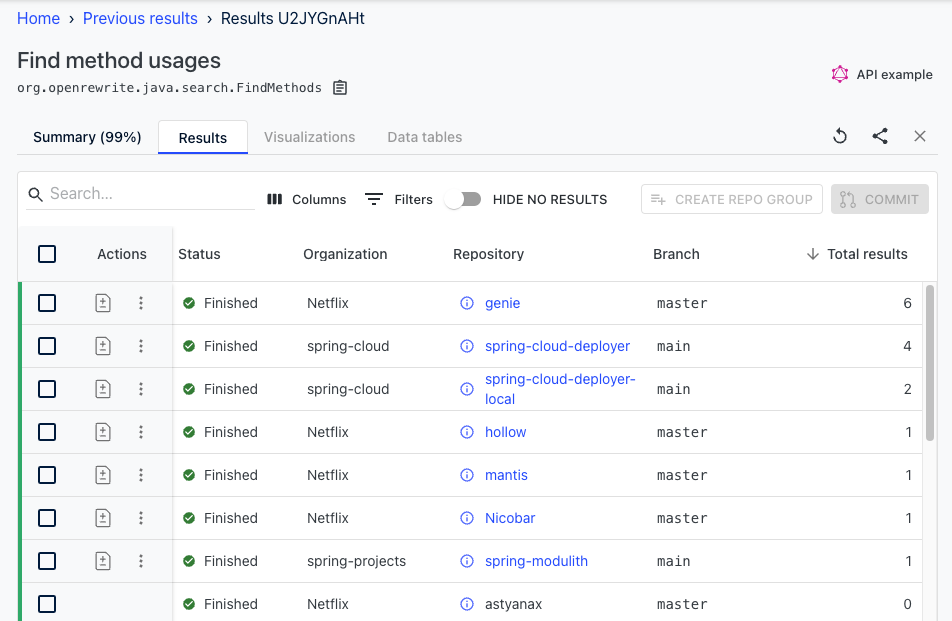 Home › Previous results › Results U2JYGnAHt
Find method usages
org.openrewrite.java.search.FindMethods
API example
Summary (99%) Results Visualizations Data tables
Search... Columns Filters HIDE NO RESULTS CREATE REPO GROUP COMMIT
Actions Status Organization Repository Branch Total results
Finished Netflix genie master 6
Finished spring-cloud spring-cloud-deployer main 4
Finished spring-cloud spring-cloud-deployer-local main 2
Finished Netflix hollow master 1
Finished Netflix mantis master 1
Finished Netflix Nicobar master 1
Finished spring-projects spring-modulith main 1
Finished Netflix astyanax master 0